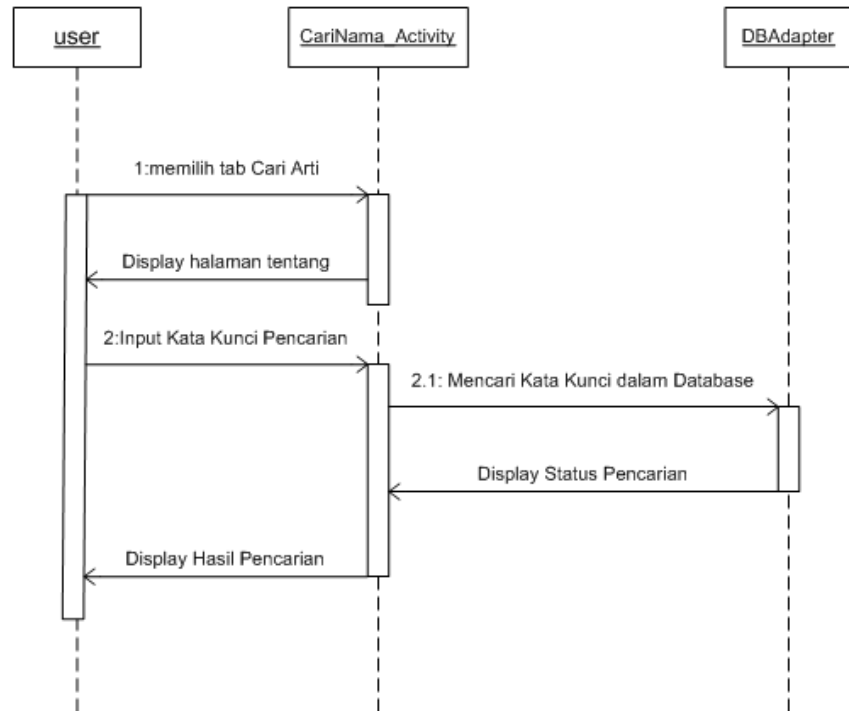 user
CariNama_Activity
DBAdapter
1:memilih tab Cari Arti
Display halaman tentang
2:Input Kata Kunci Pencarian
2.1: Mencari Kata Kunci dalam Database
Display Status Pencarian
Display Hasil Pencarian